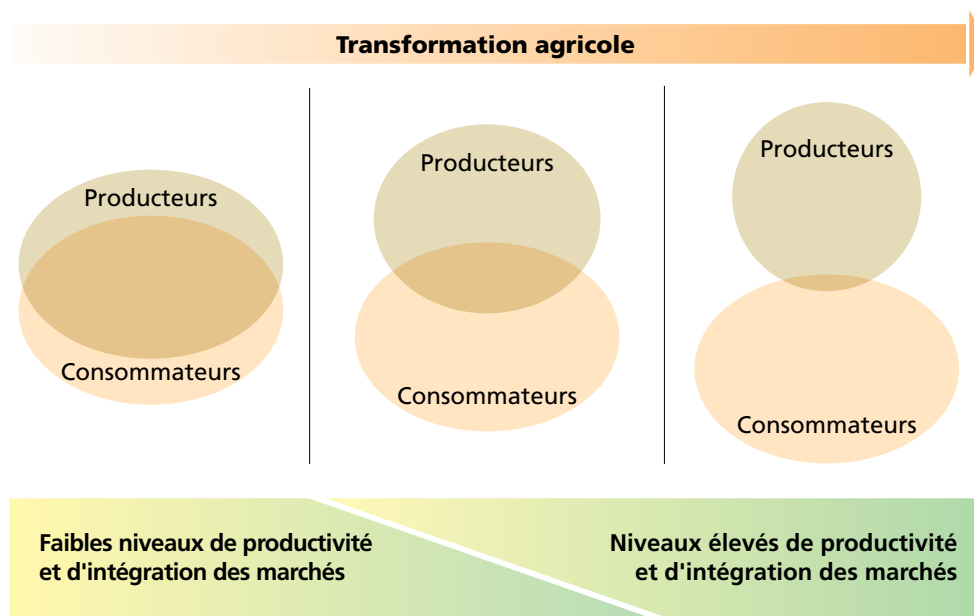 Transformation agricole
Producteurs
Consommateurs
Producteurs
Consommateurs
Producteurs
Consommateurs
Faibles niveaux de productivité
et d'intégration des marchés
Niveaux élevés de productivité
et d'intégration des marchés